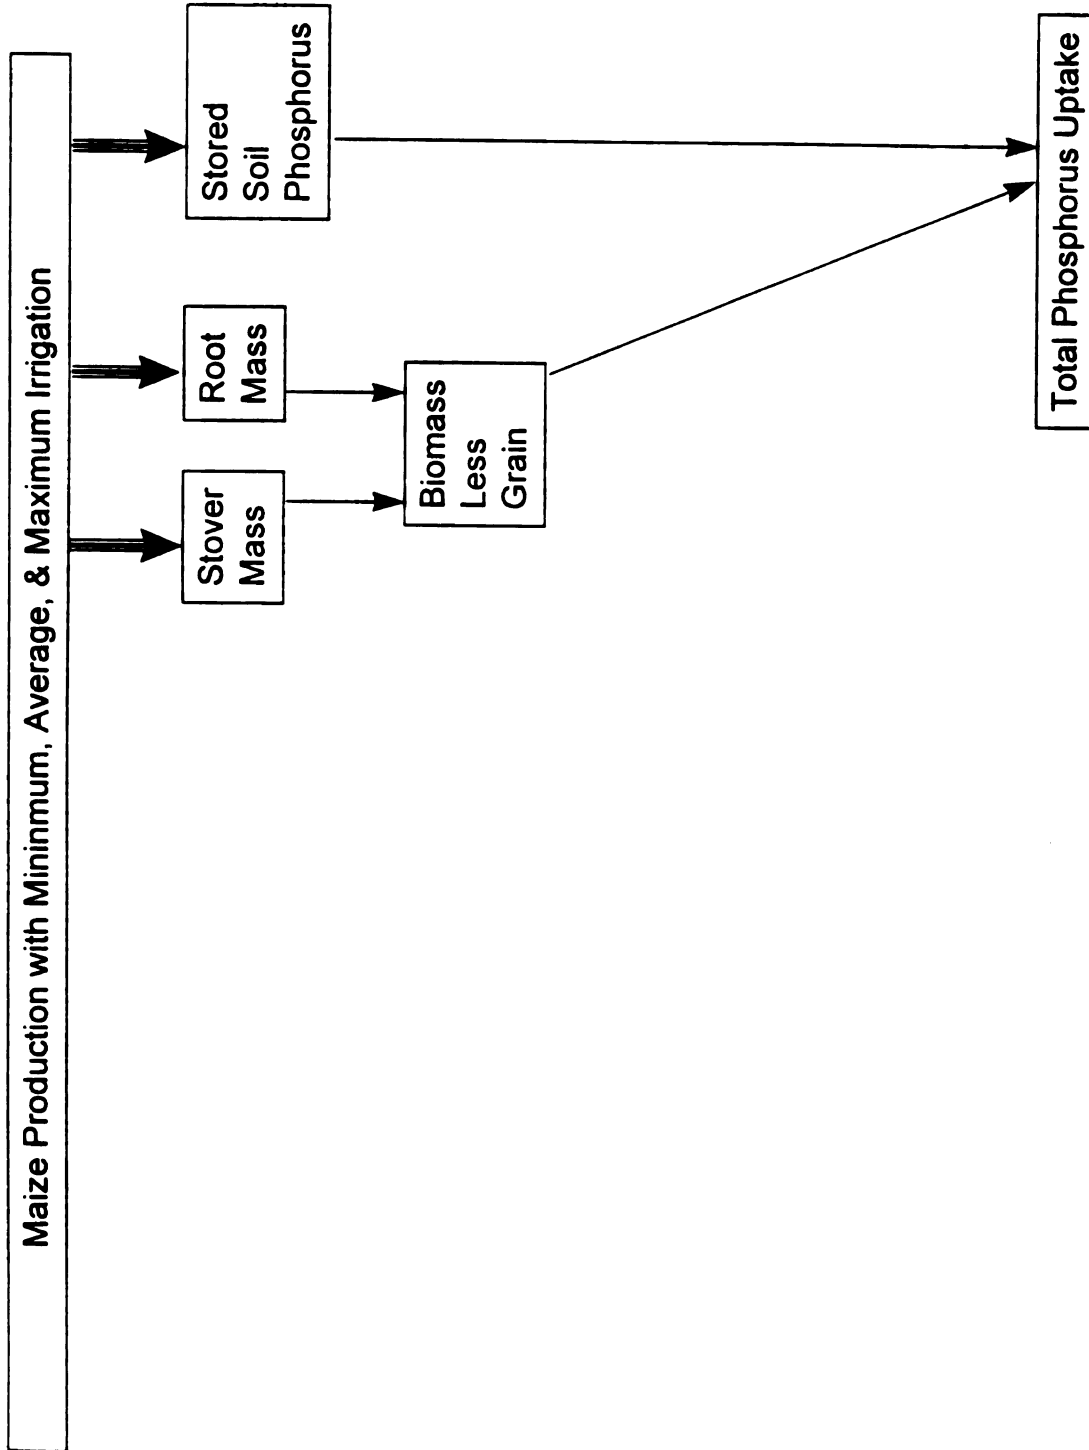 Maize Production with Mininmum, Average, & Maximum Irrigation
Stover
Mass
Root
Mass
Stored
Soil
Phosphorus
Biomass
Less
Grain
Total Phosphorus Uptake